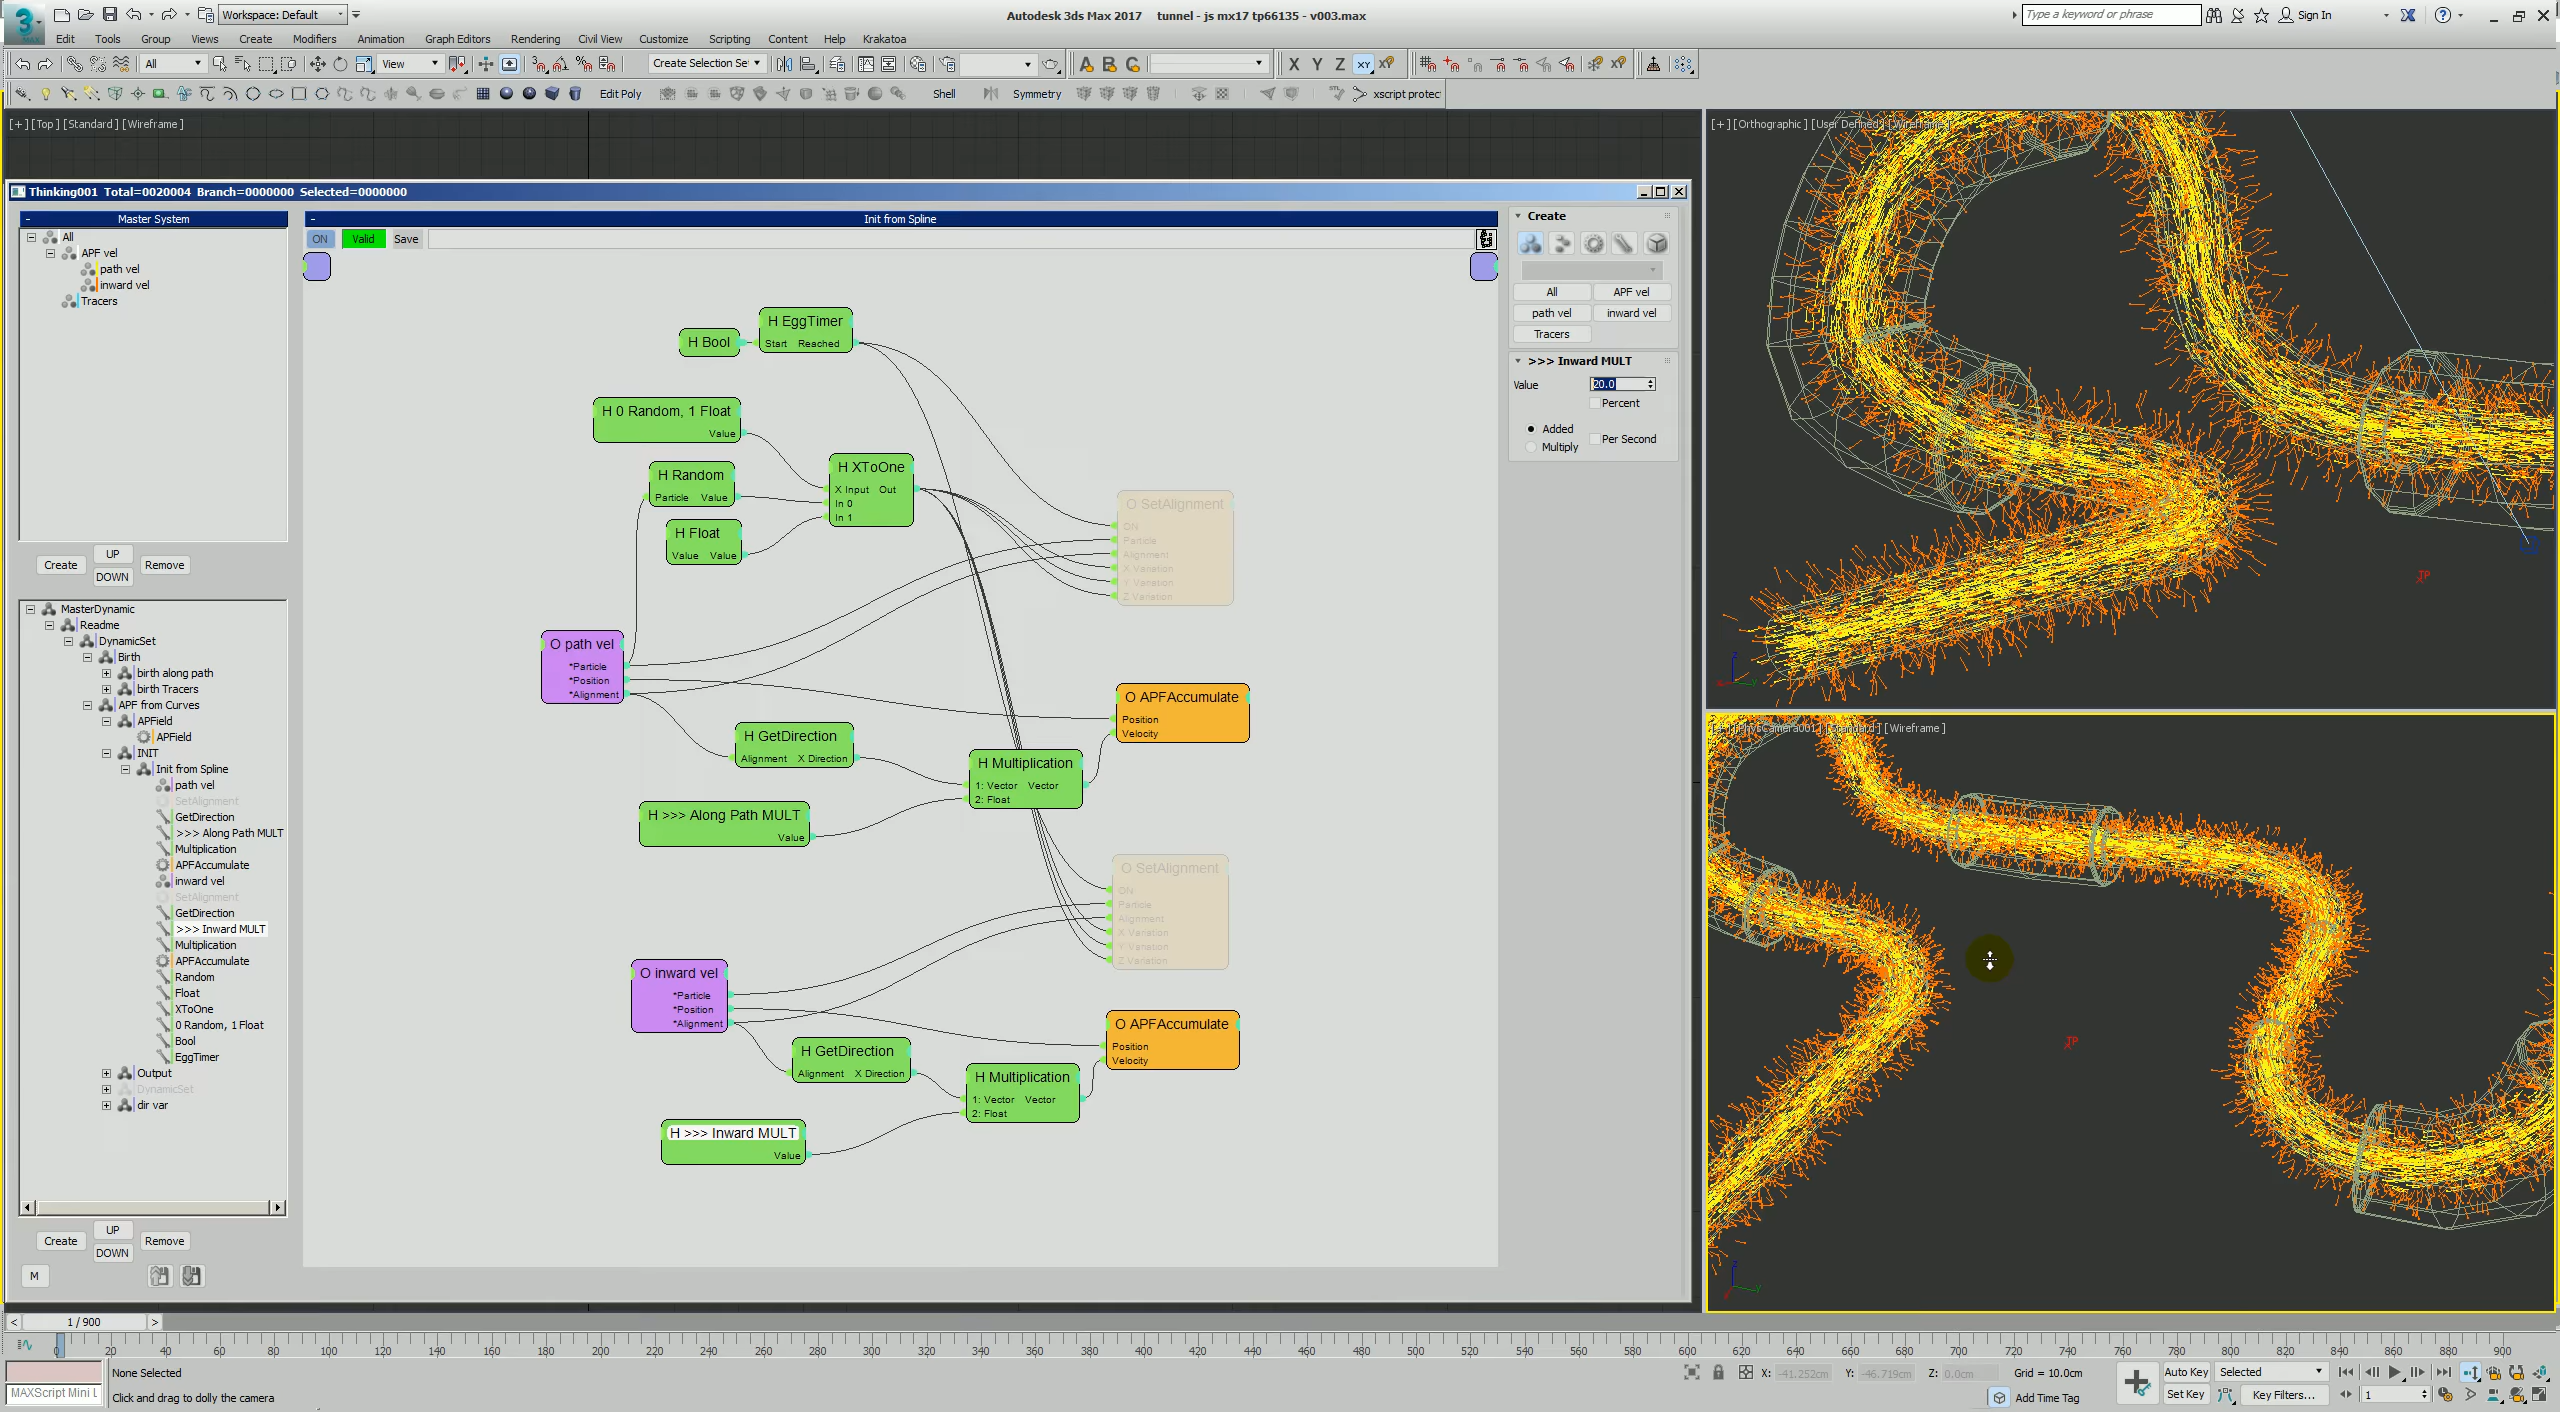 Workspace: Default
Autodesk 3ds Max 2017 tunnel - js mx17 tp66135 - v003.max
Type a keyword or phrase
Sign In
Edit Tools Group Views Create Modifiers Animation Graph Editors Rendering Civil View Customize Scripting Content Help Krakatoa
All
View
Create Selection Se
X Y Z XY XY
Edit Poly
Shell
Symmetry
xscript protec
[+] [Top] [Standard] [Wireframe]
[+] [Orthographic] [User Defined] [Wireframe]
Thinking001 Total=0020004 Branch=0000000 Selected=0000000
Master System
Init from Spline
Create
All
APF vel
path vel
inward vel
Tracers
ON
Valid
Save
All
APF vel
path vel
inward vel
Tracers
>>> Inward MULT
Value
20.0
Percent
Added
Per Second
Multiply
H Bool
H EggTimer
Start Reached
H 0 Random, 1 Float
Value
H Random
Particle Value
H Float
Value Value
H XToOne
X Input Out
In 0
In 1
O SetAlignment
ON
Particle
Alignment
X Variation
Y Variation
Z Variation
UP
Create
Remove
DOWN
O path vel
*Particle
*Position
*Alignment
O APFAccumulate
Position
Velocity
H GetDirection
Alignment X Direction
H Multiplication
1: Vector Vector
2: Float
H >>> Along Path MULT
Value
O SetAlignment
ON
Particle
Alignment
X Variation
Y Variation
Z Variation
O inward vel
*Particle
*Position
*Alignment
O APFAccumulate
Position
Velocity
H GetDirection
Alignment X Direction
H Multiplication
1: Vector Vector
2: Float
H >>> Inward MULT
Value
MasterDynamic
Readme
DynamicSet
Birth
birth along path
birth Tracers
APF from Curves
APField
APField
INIT
Init from Spline
path vel
SetAlignment
GetDirection
>>> Along Path MULT
Multiplication
APFAccumulate
inward vel
SetAlignment
GetDirection
>>> Inward MULT
Multiplication
APFAccumulate
Random
Float
XToOne
0 Random, 1 Float
Bool
EggTimer
Output
DynamicSet
dir var
UP
Create
Remove
DOWN
M
TP
[+] [PhysCamera001] [Standard] [Wireframe]
TP
< 1 / 900 >
0 20 40 60 80 100 120 140 160 180 200 220 240 260 280 300 320 340 360 380 400 420 440 460 480 500 520 540 560 580 600 620 640 660 680 700 720 740 760 780 800 820 840 860 880 900
None Selected
MAXScript Mini L
Click and drag to dolly the camera
X: -41.252cm Y: -46.719cm Z: 0.0cm Grid = 10.0cm
Add Time Tag
Auto Key
Selected
Set Key
Key Filters...
1